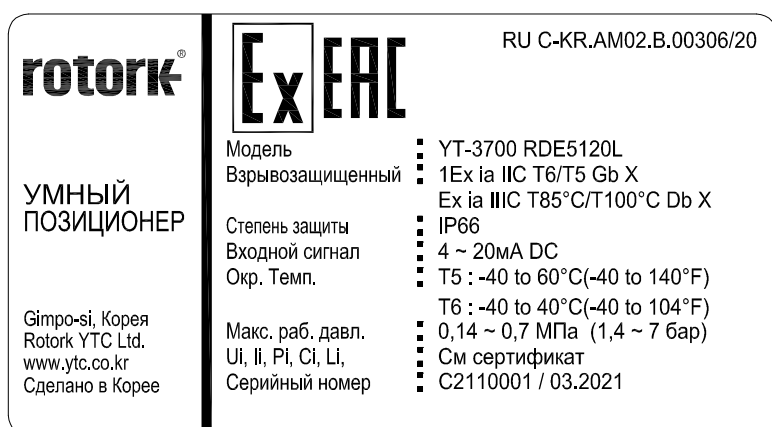 rotork®
УМНЫЙ
ПОЗИЦИОНЕР
Gimpo-si, Корея
Rotork YTC Ltd.
www.ytc.co.kr
Сделано в Корее
Ex EAC
RU C-KR.AM02.B.00306/20
Модель : YT-3700 RDE5120L
Взрывозащищенный : 1Ex ia IIC T6/T5 Gb X
Ex ia IIIC T85°C/T100°C Db X
Степень защиты : IP66
Входной сигнал : 4 ~ 20мА DC
Окр. Темп. : T5 : -40 to 60°C(-40 to 140°F)
T6 : -40 to 40°C(-40 to 104°F)
Макс. раб. давл. : 0,14 ~ 0,7 МПа (1,4 ~ 7 бар)
Ui, Ii, Pi, Ci, Li, : См сертификат
Серийный номер : C2110001 / 03.2021